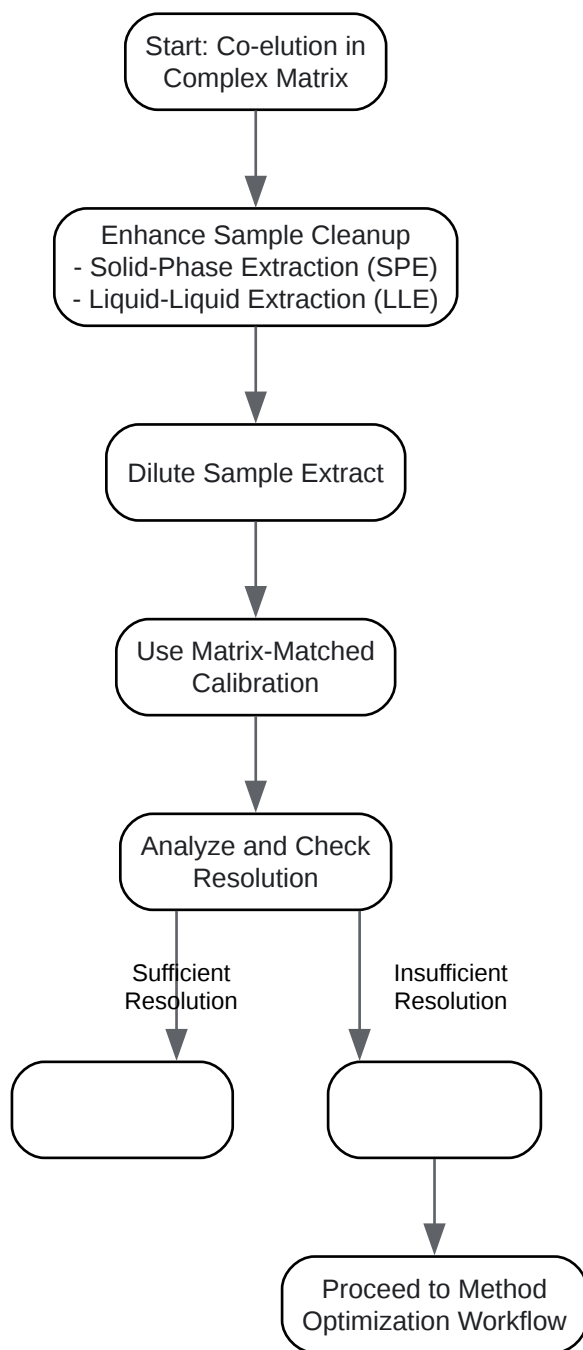 Start: Co-elution in
Complex Matrix
Enhance Sample Cleanup
- Solid-Phase Extraction (SPE)
- Liquid-Liquid Extraction (LLE)
Dilute Sample Extract
Use Matrix-Matched
Calibration
Analyze and Check
Resolution
Sufficient
Resolution
Insufficient
Resolution
Proceed to Method
Optimization Workflow